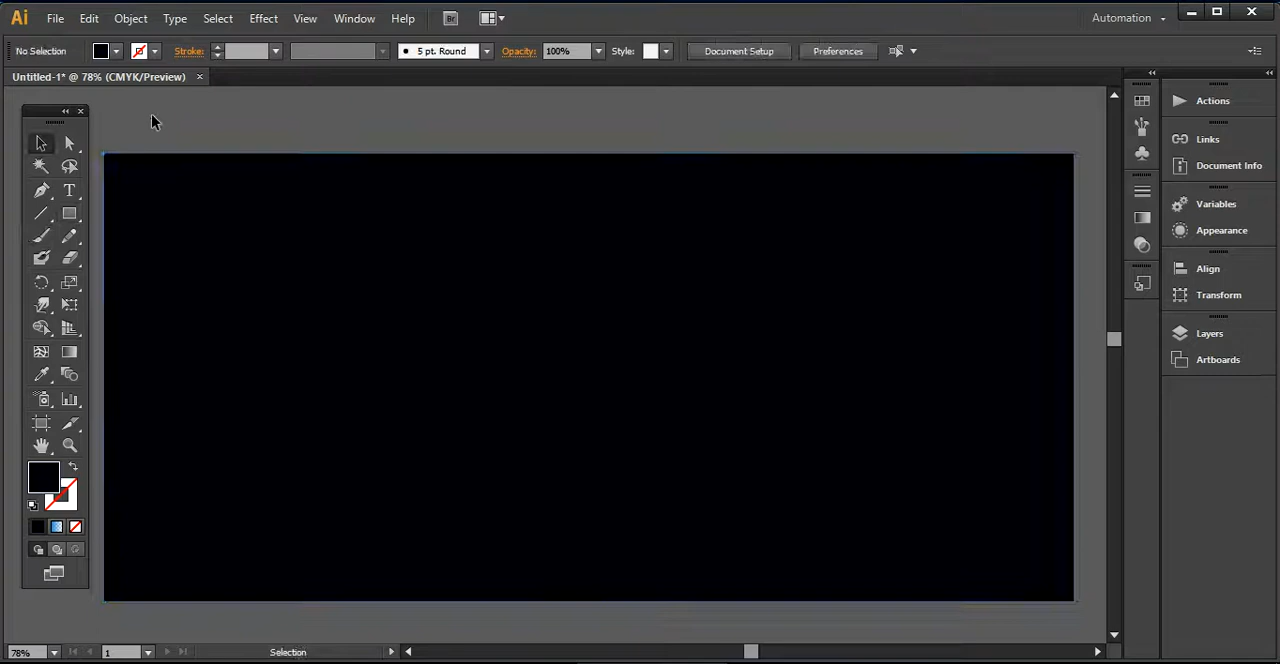 Ai File Edit Object Type Select Effect View Window Help Br Automation
No Selection Stroke: 5 pt. Round Opacity: 100% Style: Document Setup Preferences
Untitled-1* @ 78% (CMYK/Preview)
Actions
Links
Document Info
Variables
Appearance
Align
Transform
Layers
Artboards
T
78% 1 Selection